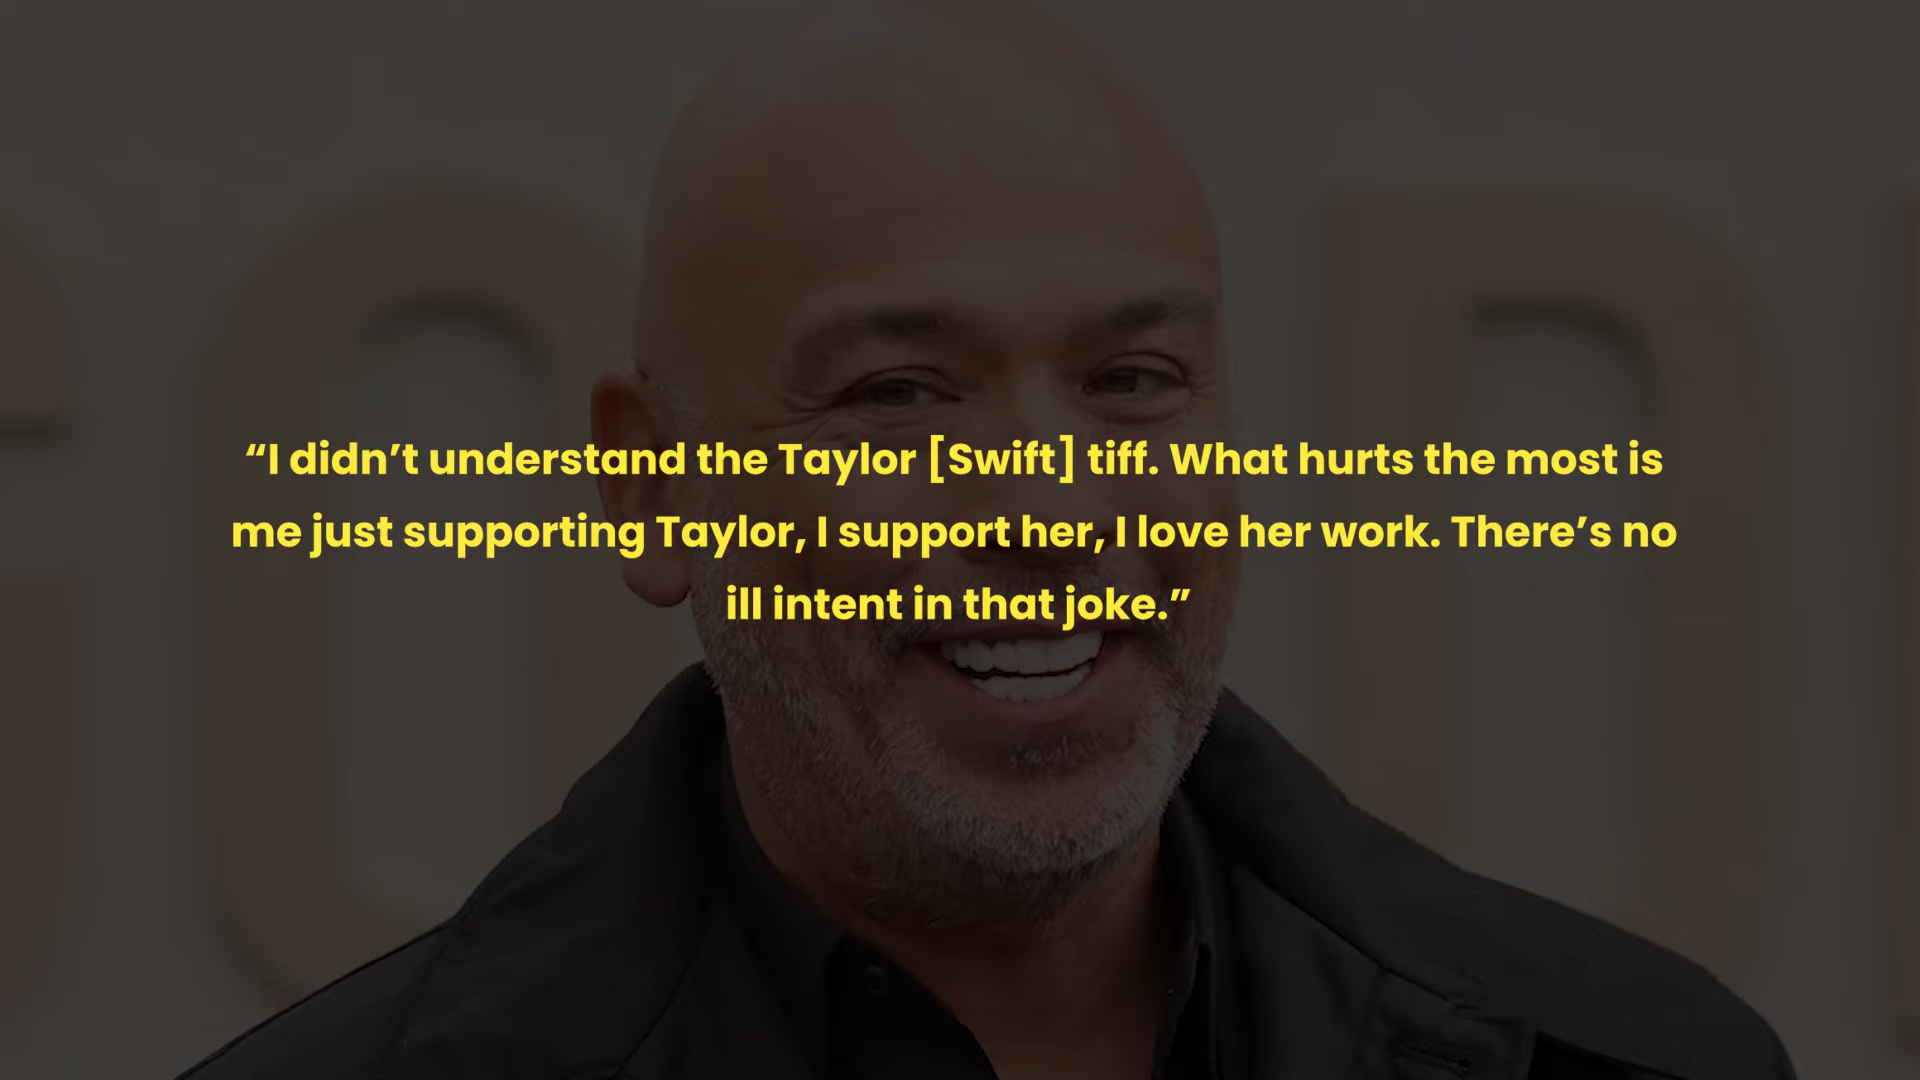 “I didn’t understand the Taylor [Swift] tiff. What hurts the most is
me just supporting Taylor, I support her, I love her work. There’s no
ill intent in that joke.”